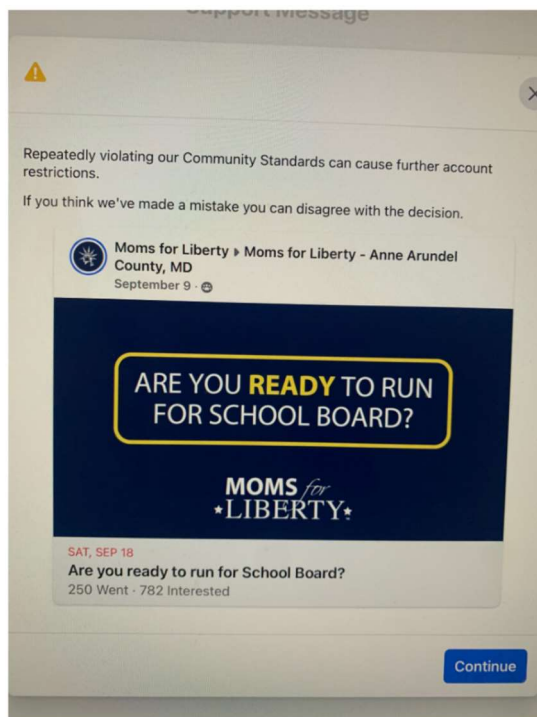 Support Message
Repeatedly violating our Community Standards can cause further account
restrictions.
If you think we've made a mistake you can disagree with the decision.
Moms for Liberty ▸ Moms for Liberty - Anne Arundel
County, MD
September 9 ·
ARE YOU READY TO RUN
FOR SCHOOL BOARD?
MOMS for
★LIBERTY★
SAT, SEP 18
Are you ready to run for School Board?
250 Went · 782 Interested
Continue